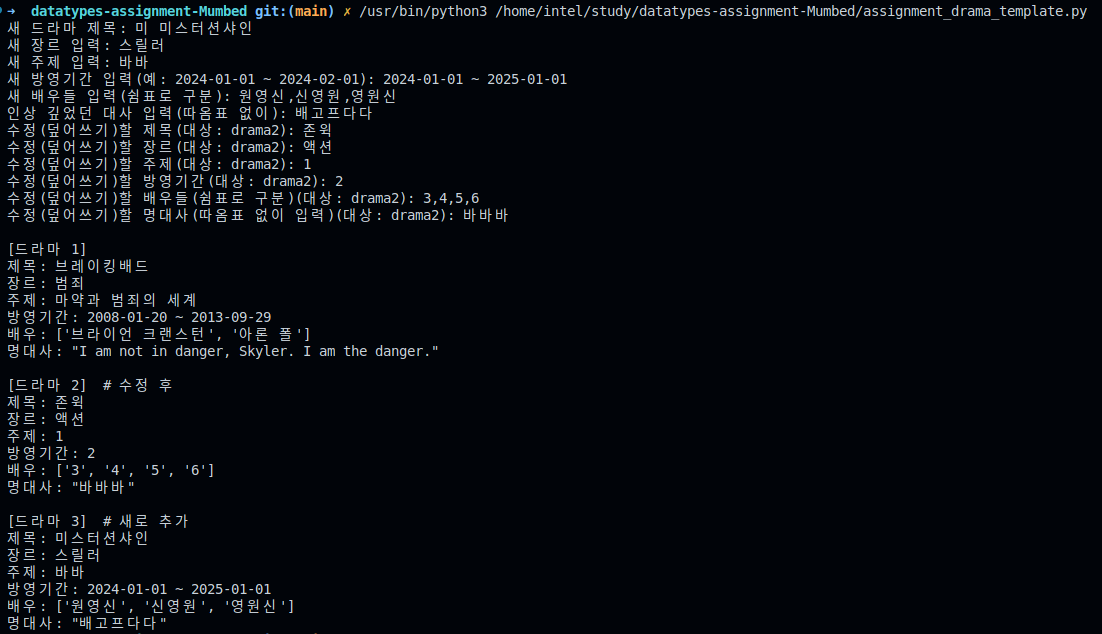 → datatypes-assignment-Mumbed git:(main) ✗ /usr/bin/python3 /home/intel/study/datatypes-assignment-Mumbed/assignment_drama_template.py
새 드라마 제목: 미 미스터션샤인
새 장르 입력: 스릴러
새 주제 입력: 바바
새 방영기간 입력(예: 2024-01-01 ~ 2024-02-01): 2024-01-01 ~ 2025-01-01
새 배우들 입력(쉼표로 구분): 원영신,신영원,영원신
인상 깊었던 대사 입력(따옴표 없이): 배고프다다
수정(덮어쓰기)할 제목(대상: drama2): 존윅
수정(덮어쓰기)할 장르(대상: drama2): 액션
수정(덮어쓰기)할 주제(대상: drama2): 1
수정(덮어쓰기)할 방영기간(대상: drama2): 2
수정(덮어쓰기)할 배우들(쉼표로 구분)(대상: drama2): 3,4,5,6
수정(덮어쓰기)할 명대사(따옴표 없이 입력)(대상: drama2): 바바바
[드라마 1]
제목: 브레이킹배드
장르: 범죄
주제: 마약과 범죄의 세계
방영기간: 2008-01-20 ~ 2013-09-29
배우: ['브라이언 크랜스턴', '아론 폴']
명대사: "I am not in danger, Skyler. I am the danger."
[드라마 2]  # 수정 후
제목: 존윅
장르: 액션
주제: 1
방영기간: 2
배우: ['3', '4', '5', '6']
명대사: "바바바"
[드라마 3]  # 새로 추가
제목: 미스터션샤인
장르: 스릴러
주제: 바바
방영기간: 2024-01-01 ~ 2025-01-01
배우: ['원영신', '신영원', '영원신']
명대사: "배고프다다"